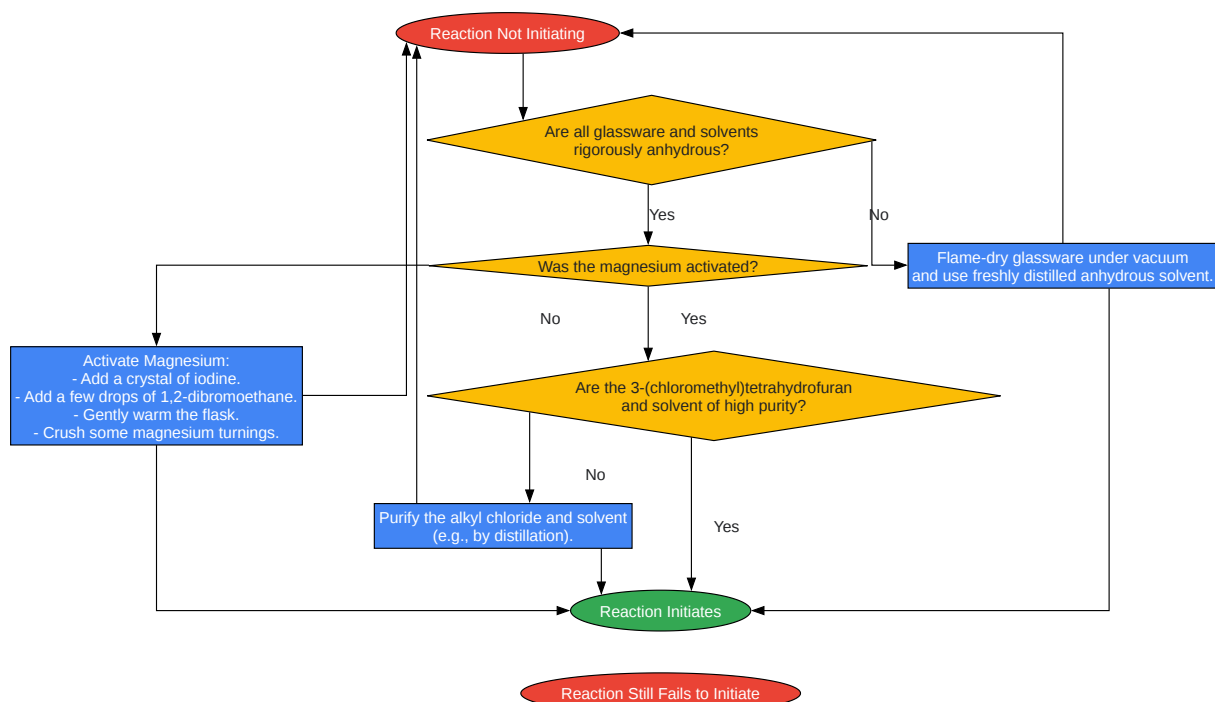 Reaction Not Initiating
Are all glassware and solvents
rigorously anhydrous?
Yes
No
Flame-dry glassware under vacuum
and use freshly distilled anhydrous solvent.
Was the magnesium activated?
No
Yes
Activate Magnesium:
- Add a crystal of iodine.
- Add a few drops of 1,2-dibromoethane.
- Gently warm the flask.
- Crush some magnesium turnings.
Are the 3-(chloromethyl)tetrahydrofuran
and solvent of high purity?
No
Yes
Purify the alkyl chloride and solvent
(e.g., by distillation).
Reaction Initiates
Reaction Still Fails to Initiate